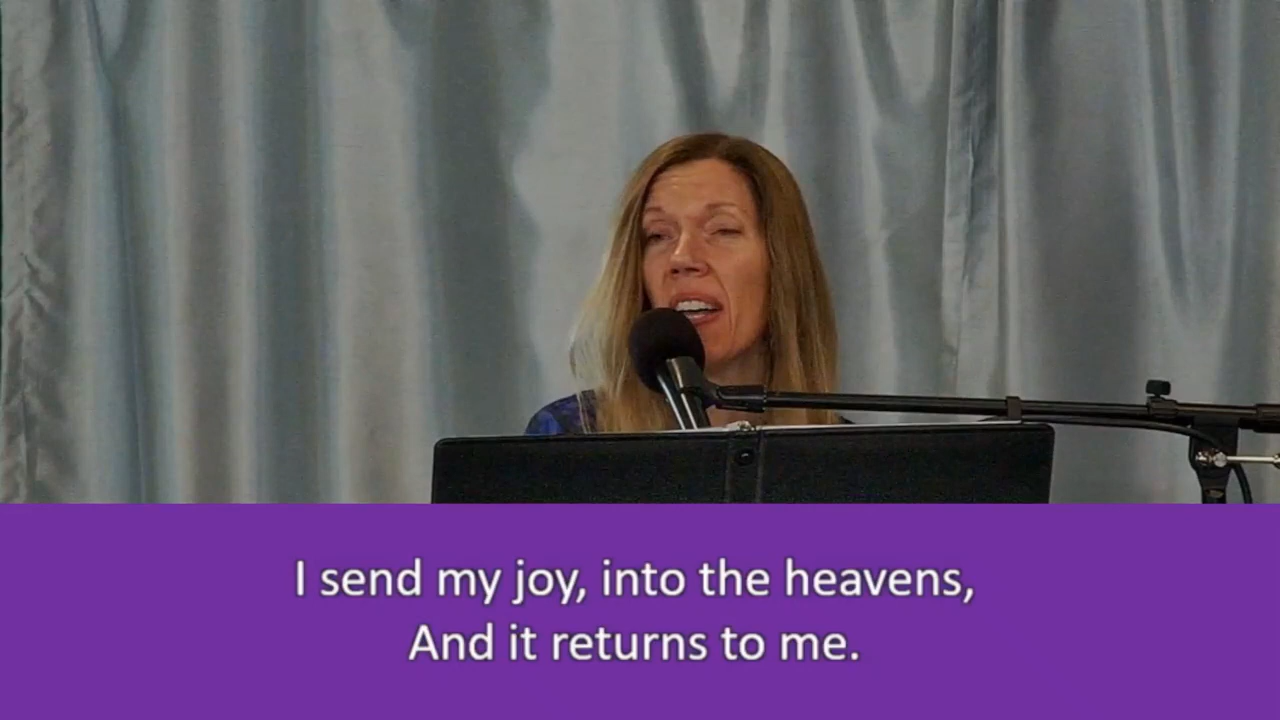 I send my joy, into the heavens,
And it returns to me.